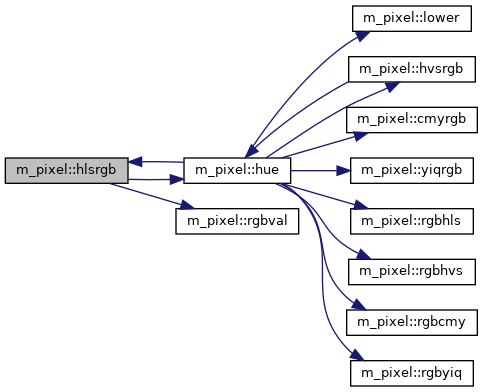 m_pixel::lower
m_pixel::hvsrgb
m_pixel::cmyrgb
m_pixel::hlsrgb
m_pixel::hue
m_pixel::yiqrgb
m_pixel::rgbval
m_pixel::rgbhls
m_pixel::rgbhvs
m_pixel::rgbcmy
m_pixel::rgbyiq